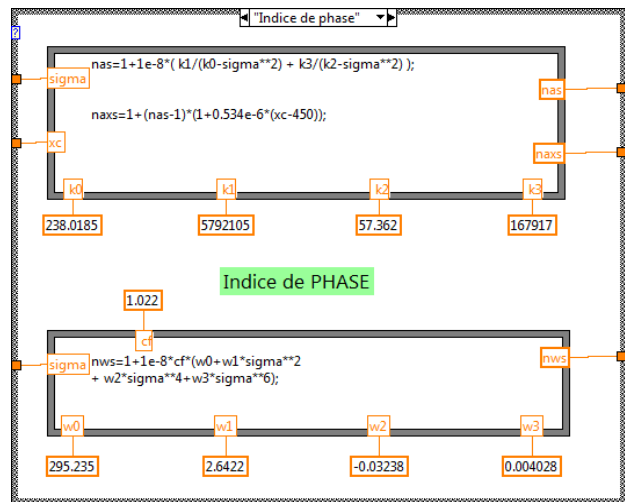 "Indice de phase"
?
nas=1+1e-8*( k1/(k0-sigma**2) + k3/(k2-sigma**2) );
sigma
nas
naxs=1+(nas-1)*(1+0.534e-6*(xc-450));
xc
naxs
k0 k1 k2 k3
238.0185 5792105 57.362 167917
Indice de PHASE
1.022
cf
sigma
nws=1+1e-8*cf*(w0+w1*sigma**2
+ w2*sigma**4+w3*sigma**6);
nws
w0 w1 w2 w3
295.235 2.6422 -0.03238 0.004028